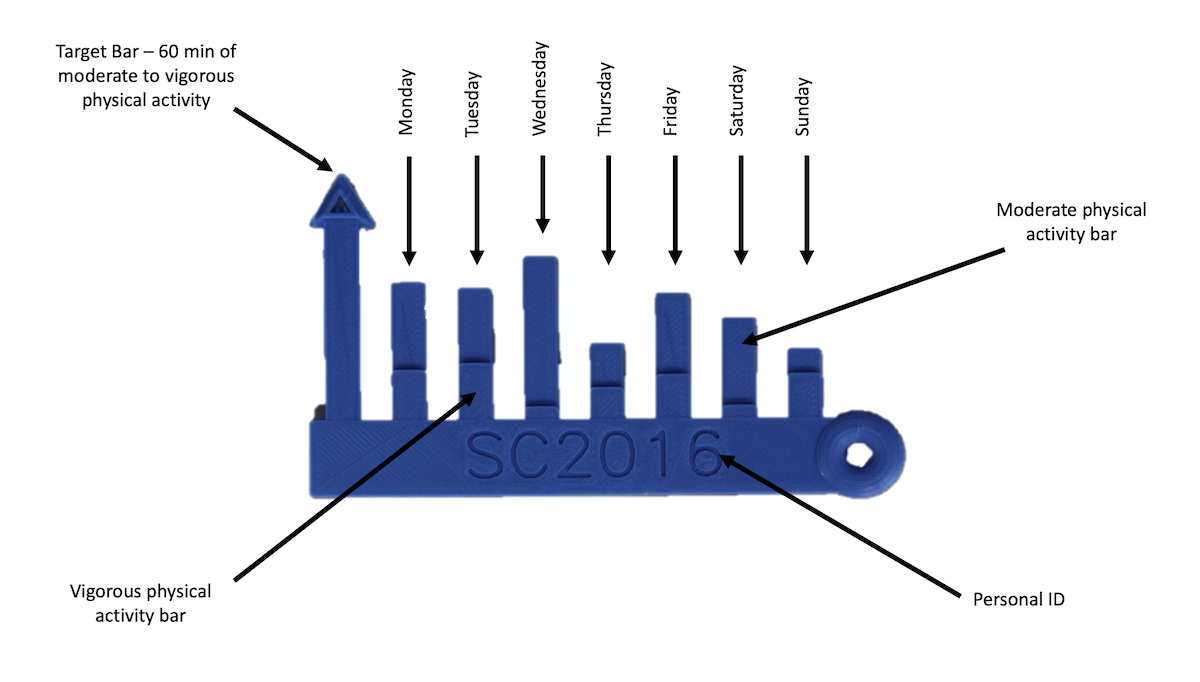 Target Bar – 60 min of
moderate to vigorous
physical activity
Monday
Tuesday
Wednesday
Thursday
Friday
Saturday
Sunday
Moderate physical
activity bar
SC2016
Vigorous physical
activity bar
Personal ID